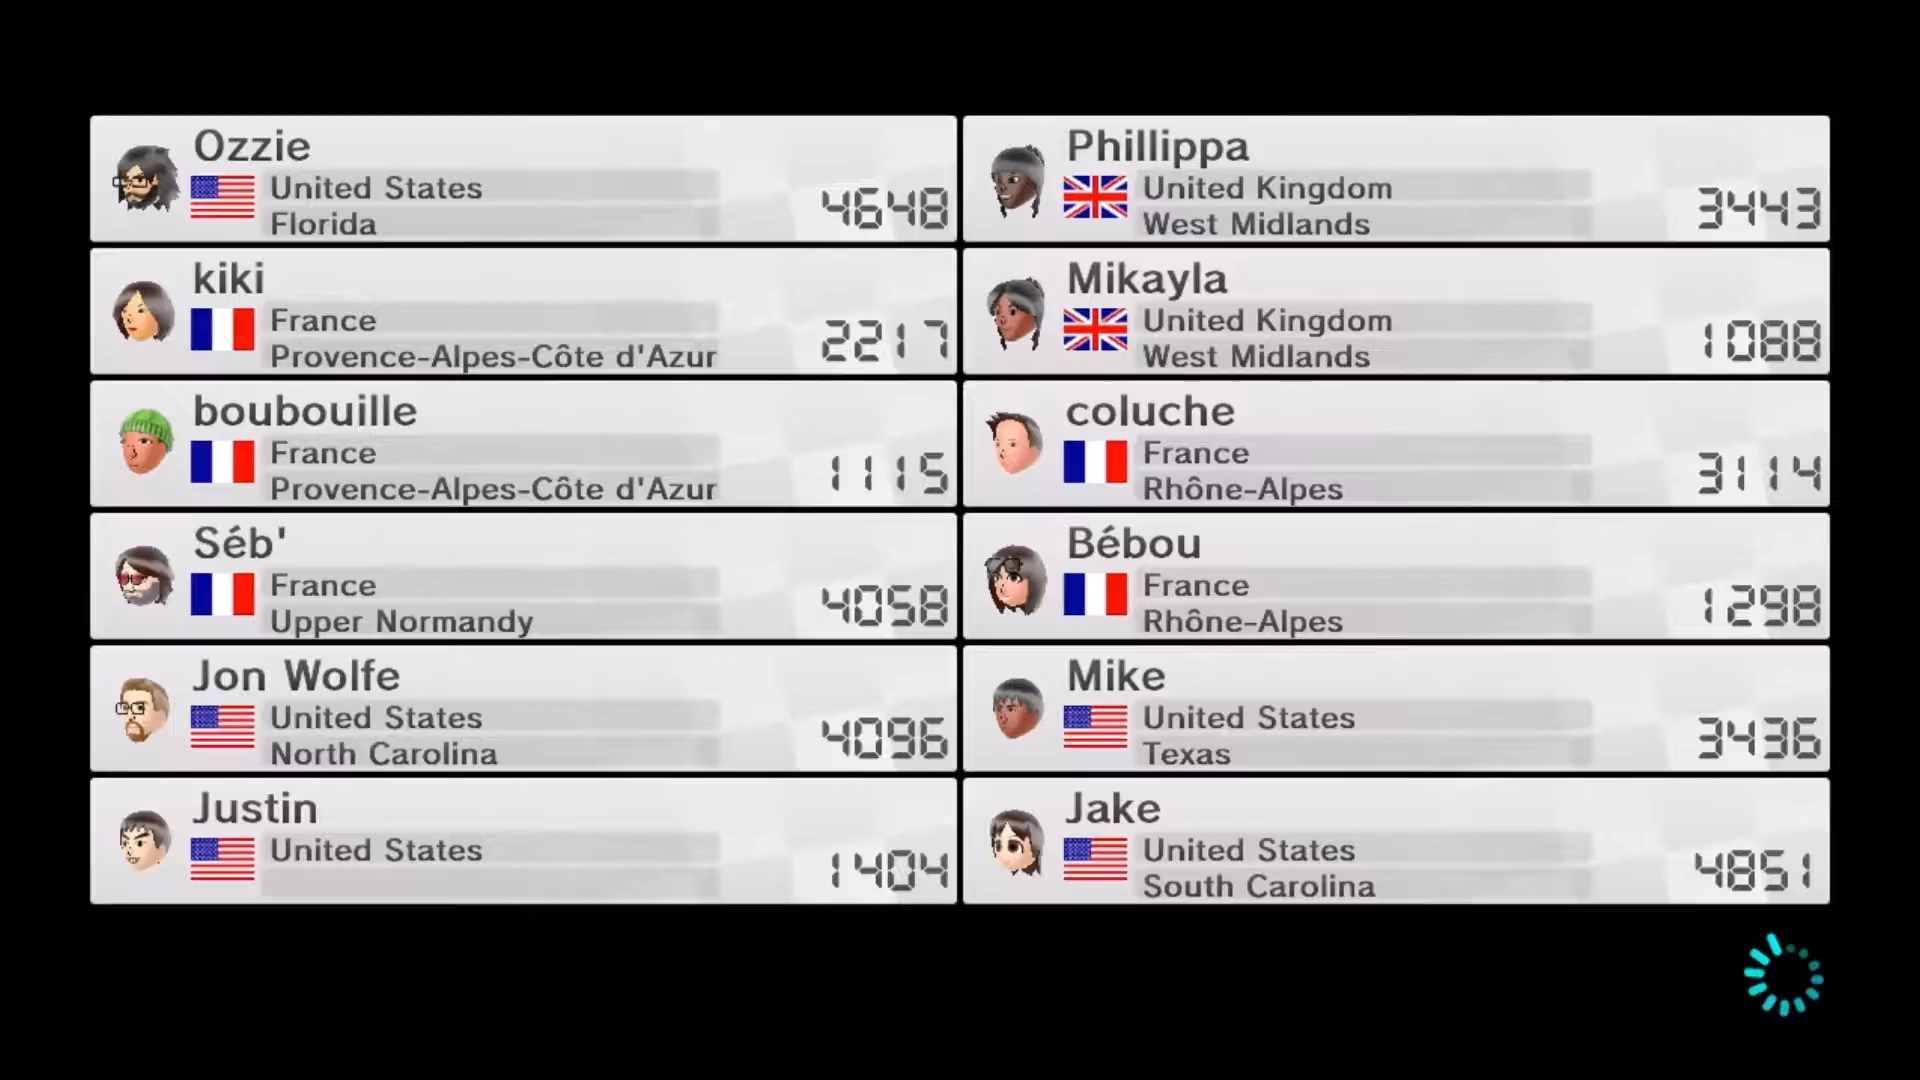 Ozzie
United States
Florida
4648
Phillippa
United Kingdom
West Midlands
3443
kiki
France
Provence-Alpes-Côte d'Azur
2217
Mikayla
United Kingdom
West Midlands
1088
boubouille
France
Provence-Alpes-Côte d'Azur
1115
coluche
France
Rhône-Alpes
3114
Séb'
France
Upper Normandy
4058
Bébou
France
Rhône-Alpes
1298
Jon Wolfe
United States
North Carolina
4096
Mike
United States
Texas
3436
Justin
United States
1404
Jake
United States
South Carolina
4851